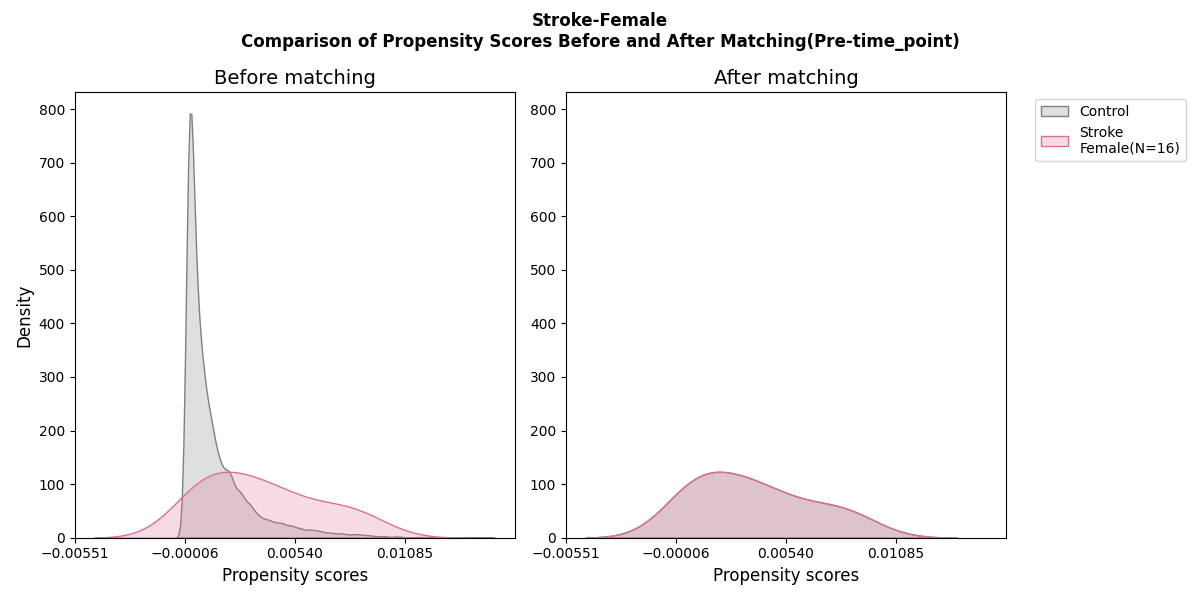 Stroke-Female
Comparison of Propensity Scores Before and After Matching(Pre-time_point)
Before matching
After matching
Density
800
700
600
500
400
300
200
100
0
−0.00551
−0.00006
0.00540
0.01085
Propensity scores
800
700
600
500
400
300
200
100
0
−0.00551
−0.00006
0.00540
0.01085
Propensity scores
Control
Stroke
Female(N=16)